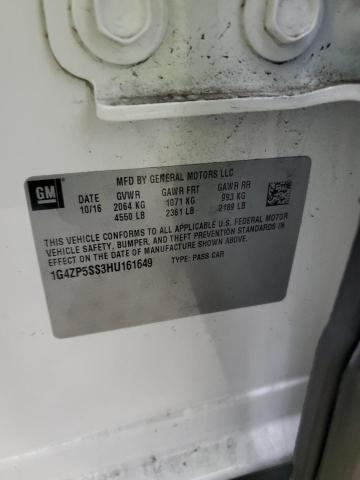 GM
MFD BY GENERAL MOTORS LLC
DATE GVWR GAWR FRT GAWR RR
10/16 2064 KG 1071 KG 993 KG
4550 LB 2361 LB 2189 LB
THIS VEHICLE CONFORMS TO ALL APPLICABLE U.S. FEDERAL MOTOR
VEHICLE SAFETY, BUMPER, AND THEFT PREVENTION STANDARDS IN
EFFECT ON THE DATE OF MANUFACTURE SHOWN ABOVE.
1G4ZP5SS3HU161649 TYPE: PASS CAR